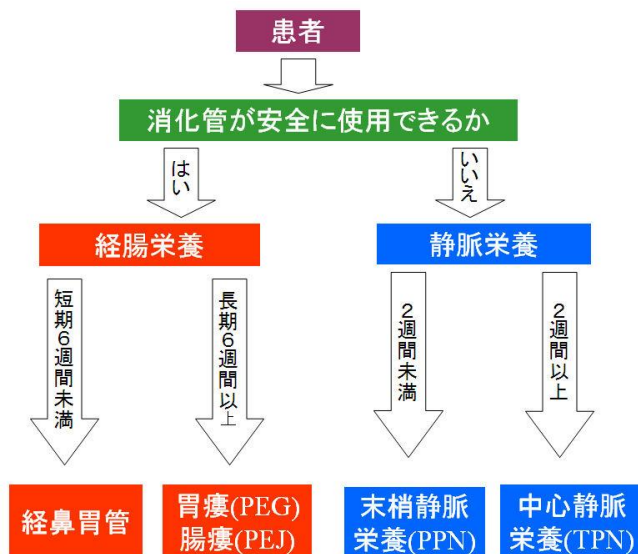 患者
消化管が安全に使用できるか
はい
いいえ
経腸栄養
静脈栄養
短期6週間未満
長期6週間以上
2週間未満
2週間以上
経鼻胃管
胃瘻(PEG)
腸瘻(PEJ)
末梢静脈
栄養(PPN)
中心静脈
栄養(TPN)